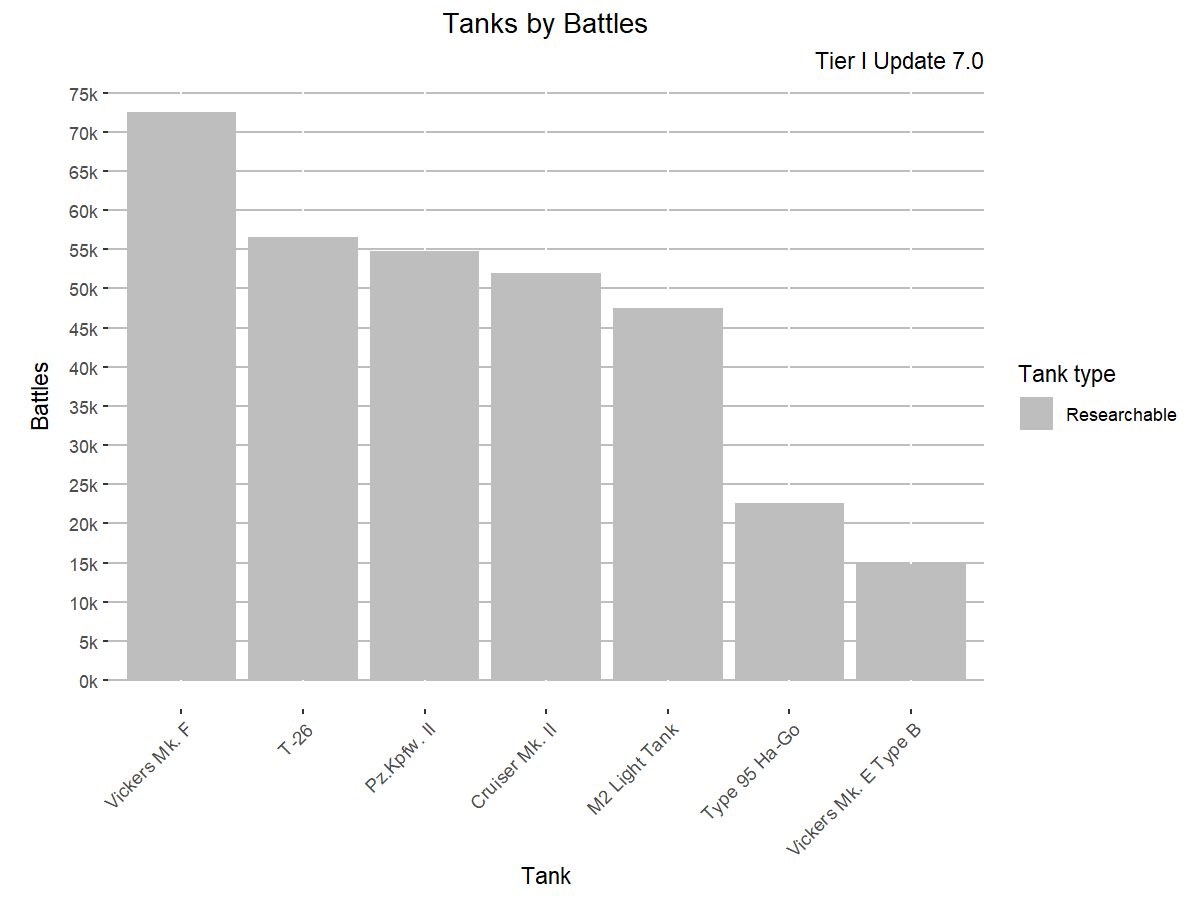 Tanks by Battles
Tier I Update 7.0
75k
70k
65k
60k
55k
50k
45k
40k
35k
30k
25k
20k
15k
10k
5k
0k
Battles
Vickers Mk. F
T-26
Pz.Kpfw. II
Cruiser Mk. II
M2 Light Tank
Type 95 Ha-Go
Vickers Mk. E Type B
Tank
Tank type
Researchable